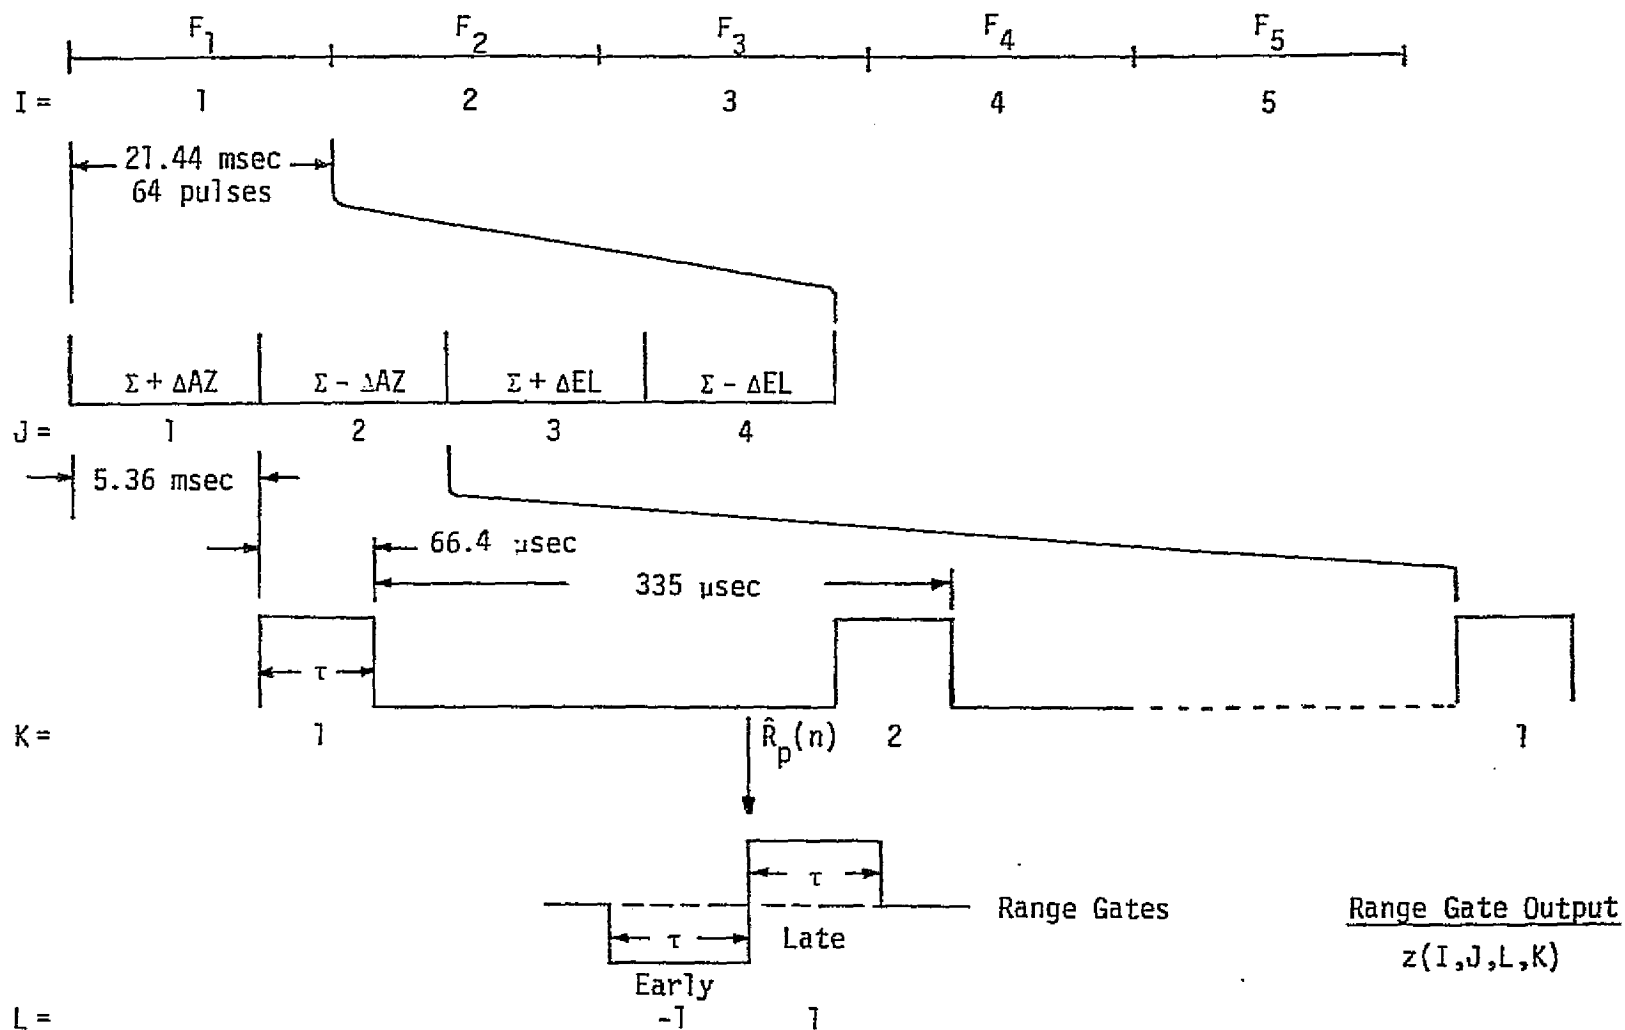 F1 F2 F3 F4 F5
I = 1 2 3 4 5
21.44 msec
64 pulses
Σ + ΔAZ Σ - ΔAZ Σ + ΔEL Σ - ΔEL
J = 1 2 3 4
5.36 msec
66.4 μsec
335 μsec
τ
K = 1 R̂p(n) 2 1
τ
Range Gates
Range Gate Output
τ Late
z(I,J,L,K)
Early
L = -1 1